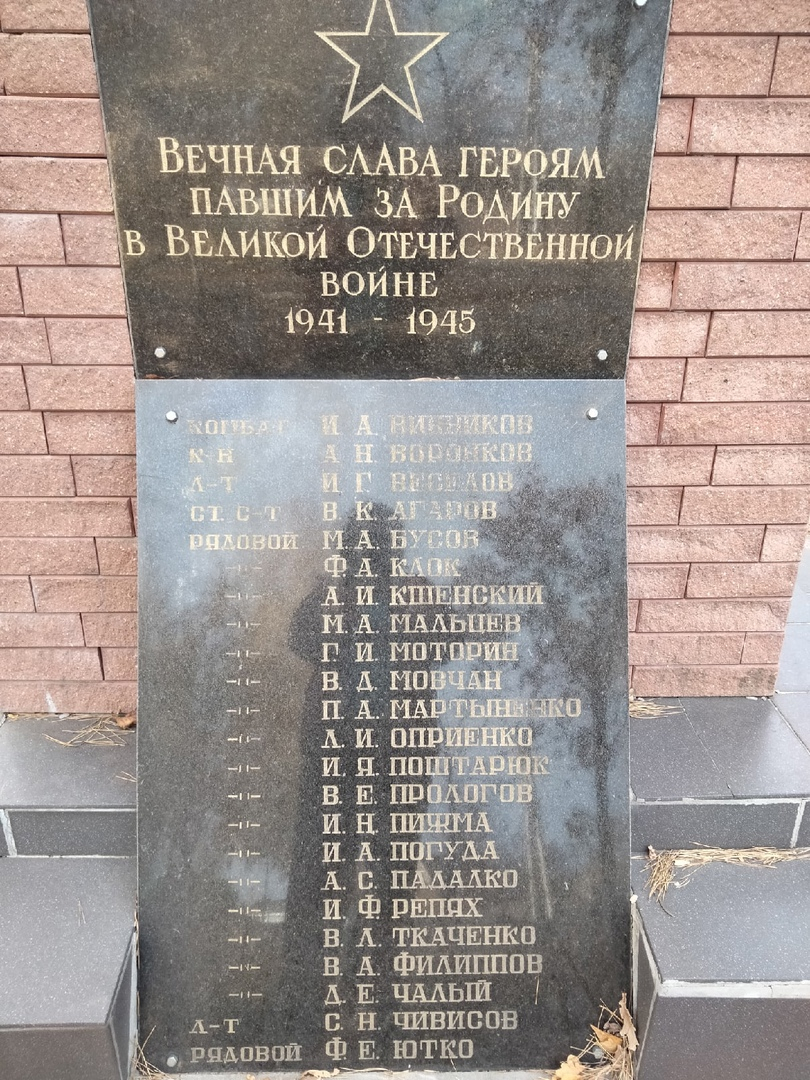 Вечная слава героям
павшим за Родину
в Великой Отечественной
войне
1941 - 1945
КОМБАТ И. А. ВИННИКОВ
К-Н А. Н. ВОРОНКОВ
Л-Т И. Г. ВЕСЕЛОВ
СТ. С-Т В. К. АГАРОВ
РЯДОВОЙ М. А. БУСОВ
-//- Ф. А. КЛОК
-//- А. И. КШЕНСКИЙ
-//- М. А. МАЛЬЦЕВ
-//- Г. И. МОТОРИН
-//- В. Д. МОВЧАН
-//- П. А. МАРТЫНЕНКО
-//- Л. И. ОПРИЕНКО
-//- И. Я. ПОШТАРЮК
-//- В. Е. ПРОЛОГОВ
-//- И. Н. ПИЖМА
-//- И. А. ПОГУДА
-//- А. С. ПАДАЛКО
-//- И. Ф. РЕПЯХ
-//- В. Л. ТКАЧЕНКО
-//- В. А. ФИЛИППОВ
-//- Д. Е. ЧАЛЫЙ
Л-Т С. Н. ЧИВИСОВ
РЯДОВОЙ Ф. Е. ЮТКО